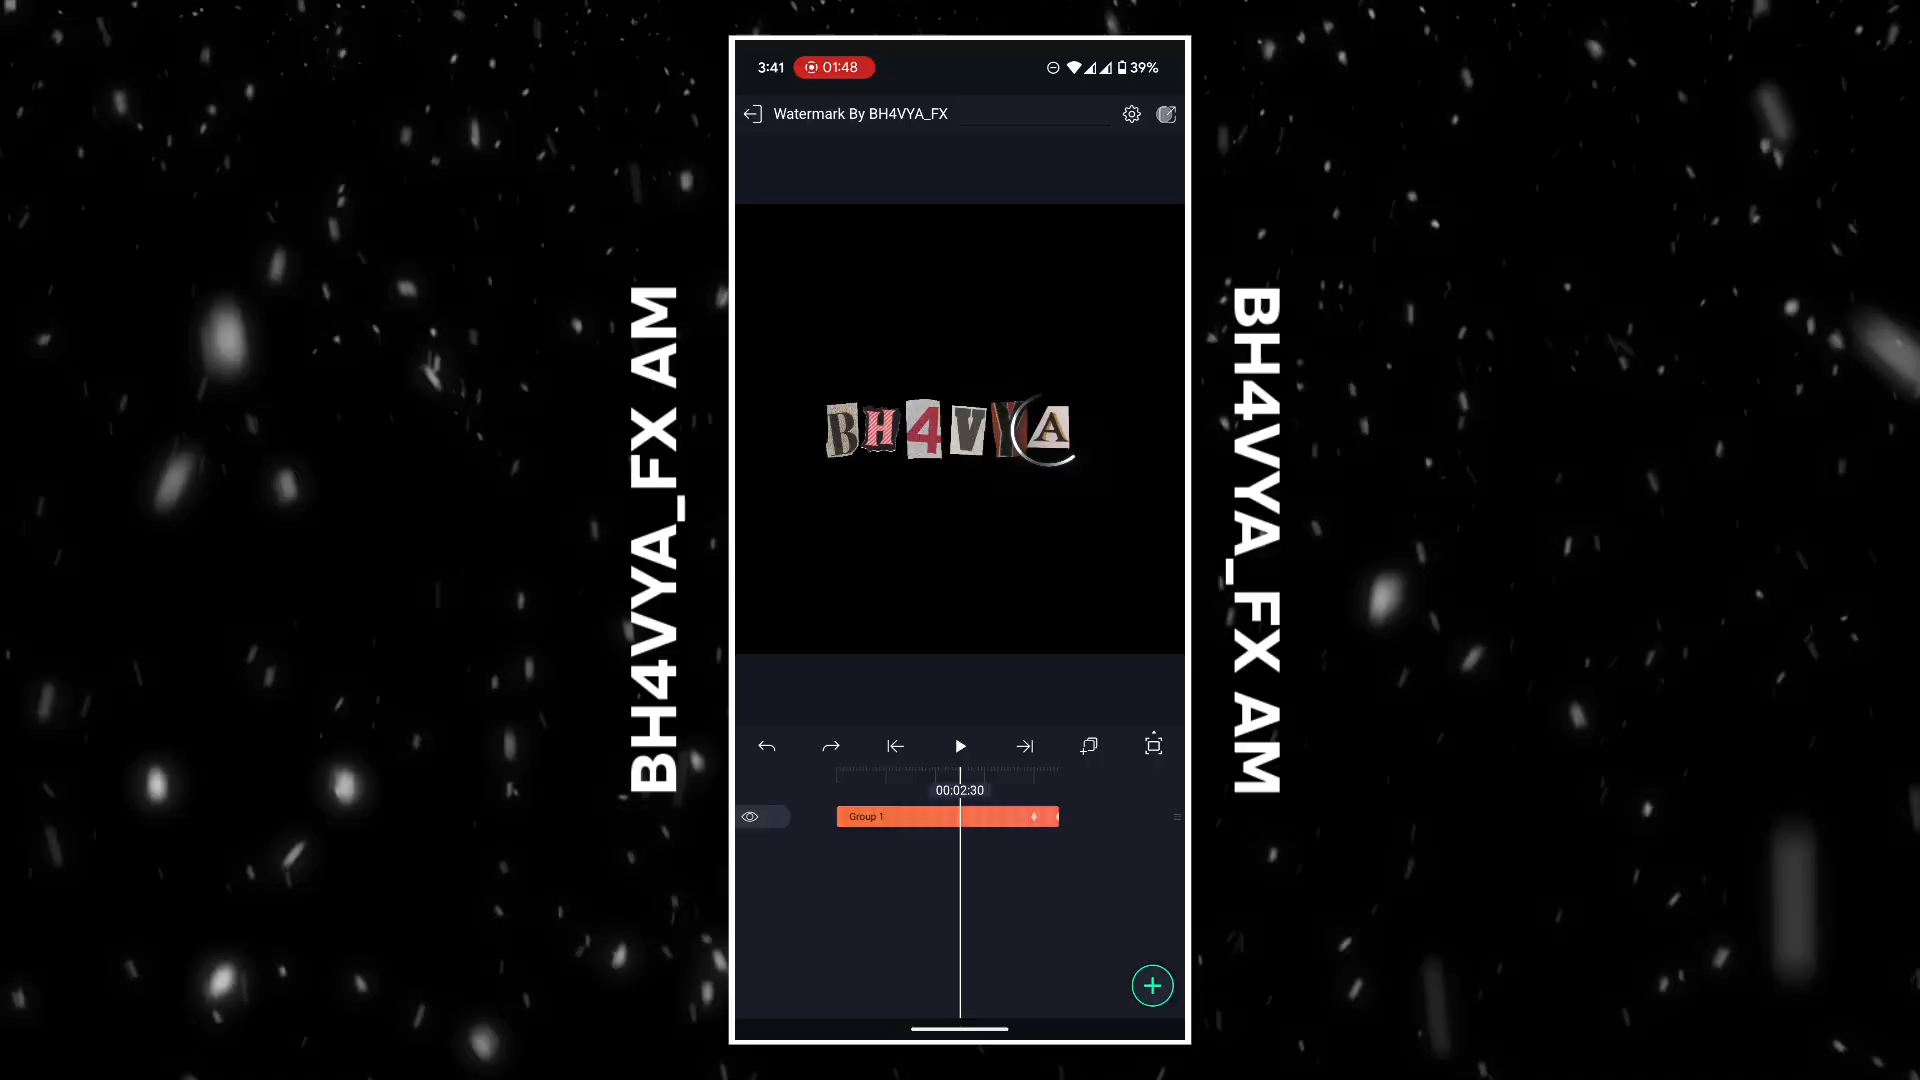 3:41 01:48 39%
Watermark By BH4VYA_FX
BH4VYA
BH4VYA_FX AM
BH4VYA_FX AM
00:02:30
Group 1